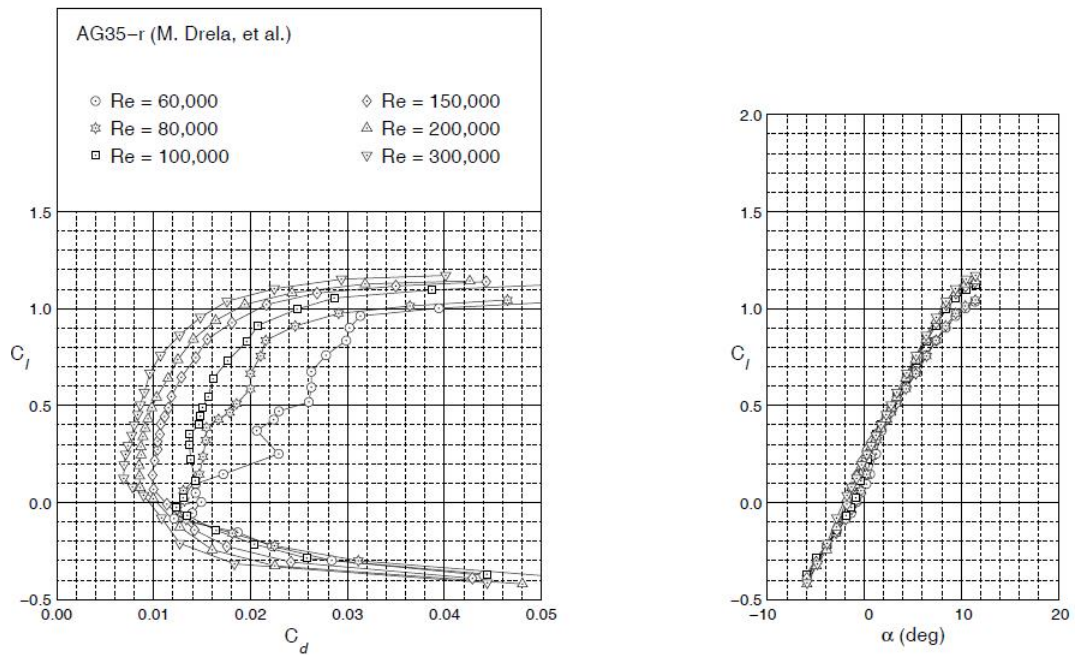 AG35-r (M. Drela, et al.)
Re = 60,000
Re = 150,000
Re = 80,000
Re = 200,000
Re = 100,000
Re = 300,000
1.5
1.0
0.5
0.0
-0.5
C_l
0.00
0.01
0.02
0.03
0.04
0.05
C_d
2.0
1.5
1.0
0.5
0.0
-0.5
C_l
-10
0
10
20
α (deg)